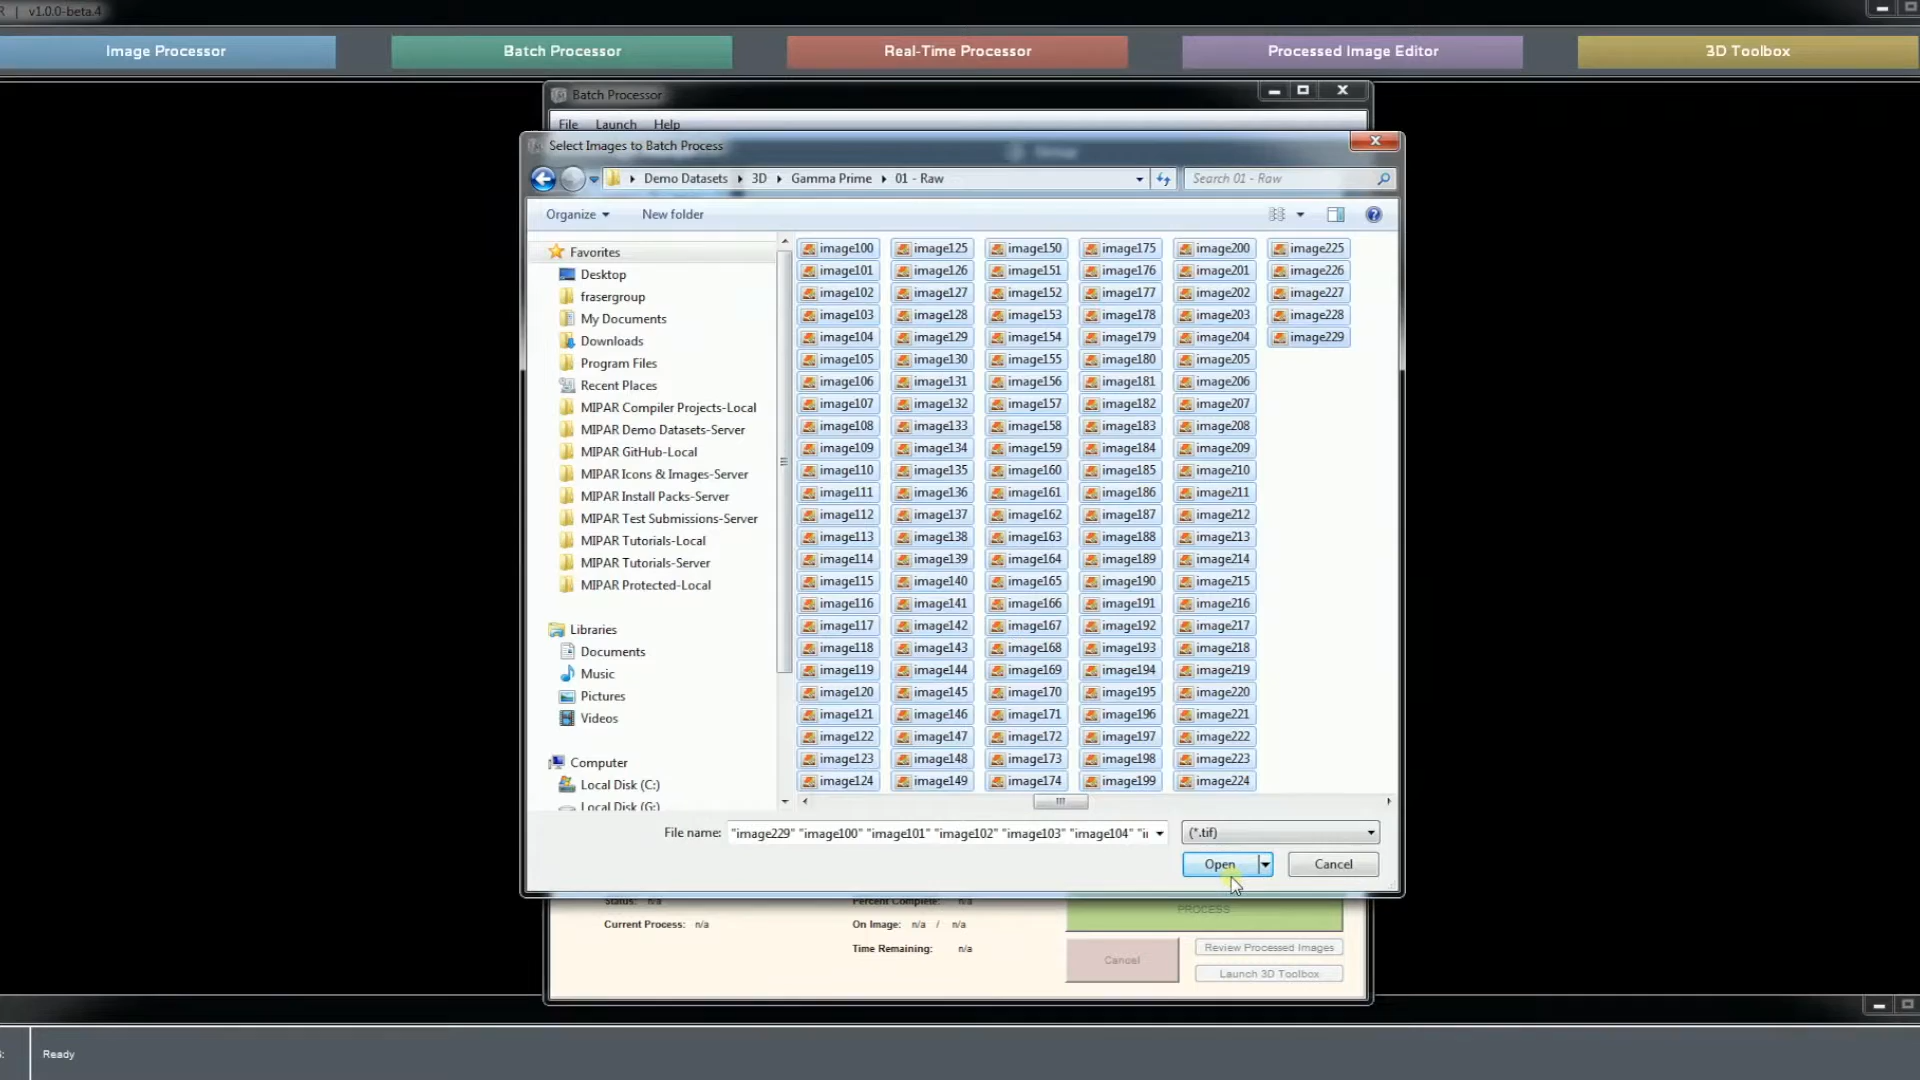 R | v1.0.0-beta.4
Image Processor
Batch Processor
Real-Time Processor
Processed Image Editor
3D Toolbox
Batch Processor
File Launch Help
Select Images to Batch Process
Demo Datasets
3D
Gamma Prime
01 - Raw
Search 01 - Raw
Organize
New folder
Favorites
Desktop
frasergroup
My Documents
Downloads
Program Files
Recent Places
MIPAR Compiler Projects-Local
MIPAR Demo Datasets-Server
MIPAR GitHub-Local
MIPAR Icons & Images-Server
MIPAR Install Packs-Server
MIPAR Test Submissions-Server
MIPAR Tutorials-Local
MIPAR Tutorials-Server
MIPAR Protected-Local
Libraries
Documents
Music
Pictures
Videos
Computer
Local Disk (C:)
Local Disk (G:)
image100 image125 image150 image175 image200 image225
image101 image126 image151 image176 image201 image226
image102 image127 image152 image177 image202 image227
image103 image128 image153 image178 image203 image228
image104 image129 image154 image179 image204 image229
image105 image130 image155 image180 image205
image106 image131 image156 image181 image206
image107 image132 image157 image182 image207
image108 image133 image158 image183 image208
image109 image134 image159 image184 image209
image110 image135 image160 image185 image210
image111 image136 image161 image186 image211
image112 image137 image162 image187 image212
image113 image138 image163 image188 image213
image114 image139 image164 image189 image214
image115 image140 image165 image190 image215
image116 image141 image166 image191 image216
image117 image142 image167 image192 image217
image118 image143 image168 image193 image218
image119 image144 image169 image194 image219
image120 image145 image170 image195 image220
image121 image146 image171 image196 image221
image122 image147 image172 image197 image222
image123 image148 image173 image198 image223
image124 image149 image174 image199 image224
File name: "image229" "image100" "image101" "image102" "image103" "image104" "i
(*.tif)
Open
Cancel
Status: n/a
Percent Complete: n/a
PROCESS
Current Process: n/a
On Image: n/a / n/a
Time Remaining: n/a
Cancel
Review Processed Images
Launch 3D Toolbox
Ready